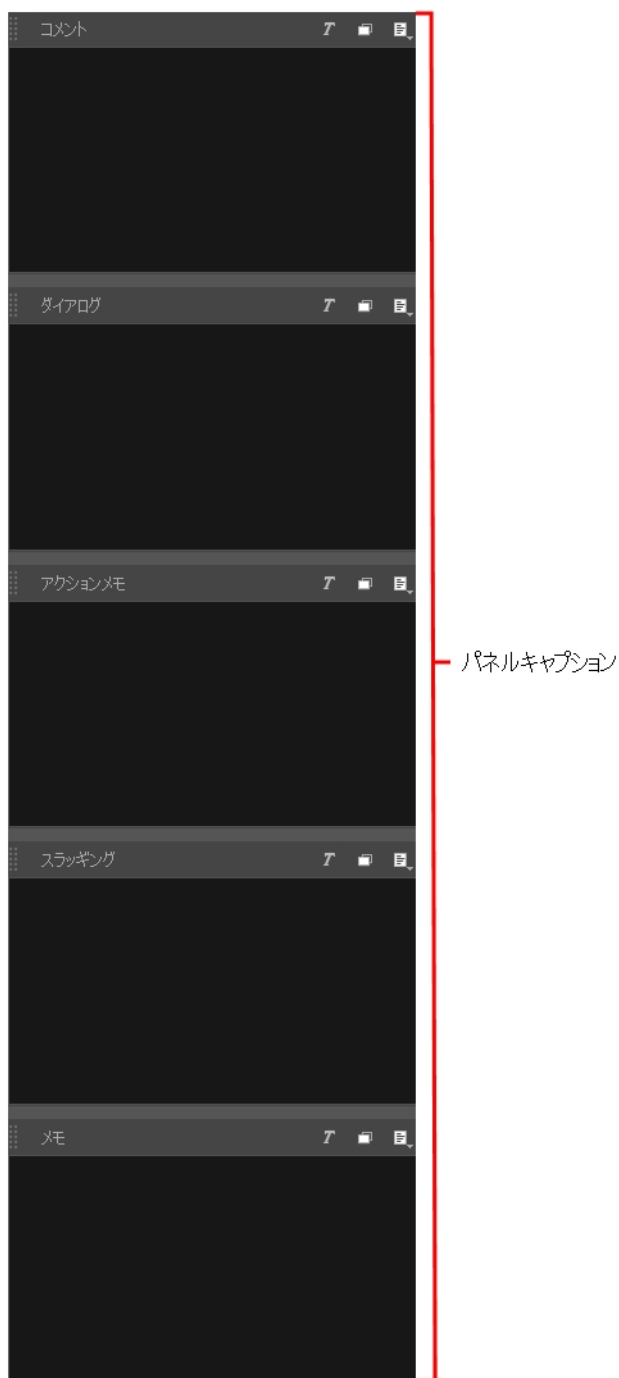 コメント
ダイアログ
アクションメモ
パネルキャプション
スラッギング
メモ